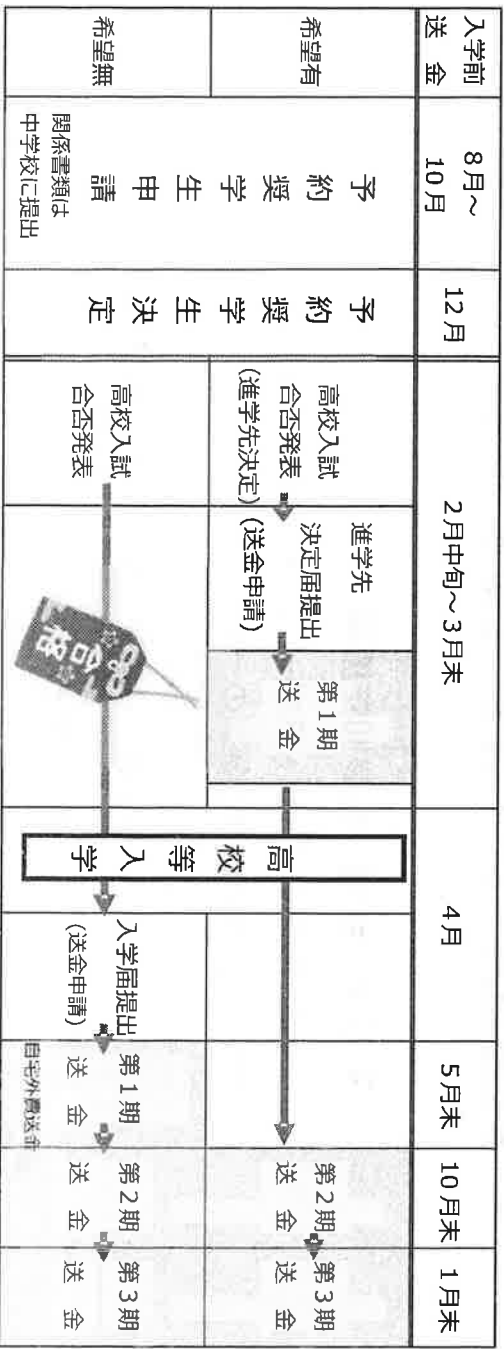 入学前
送金
8月～
10月
12月
2月中旬～3月末
4月
5月末
10月末
1月末
希望有
希望無
予約奨学生申請
関係書類は
中学校に提出
予約奨学生決定
高校入試
合否発表
(進学先決定)
進学先
決定届提出
(送金申請)
第1期
送金
第2期
送金
第3期
送金
高校入試
合否発表
合格
高校等入学
入学届提出
(送金申請)
第1期
送金
自宅外費送金
第2期
送金
第3期
送金